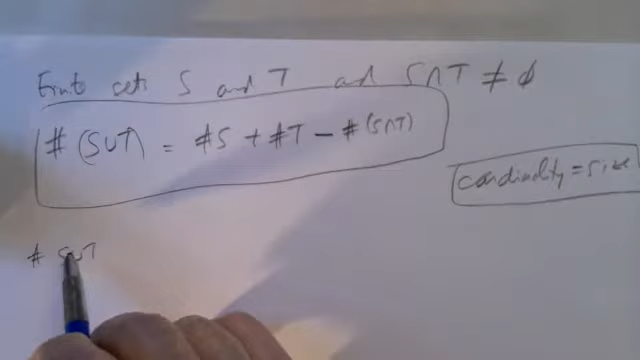 Finite sets S and T and S∩T ≠ ϕ
# (S∪T) = #S + #T - #(S∩T)
cardinality = size
# S∪T